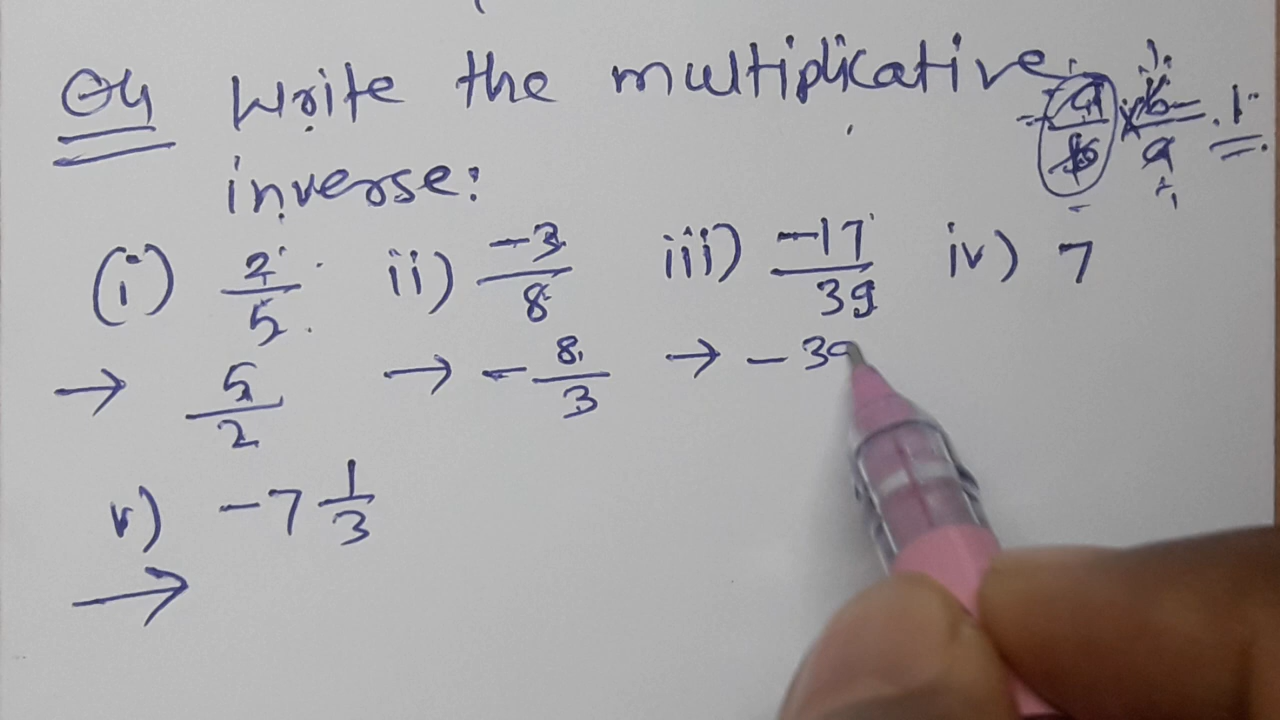 Q4 Write the multiplicative
a/b × b/a = 1
inverse:
(i) 2/5 ii) -3/8 iii) -17/39 iv) 7
→ 5/2 → -8/3 → -39
v) -7 1/3
→